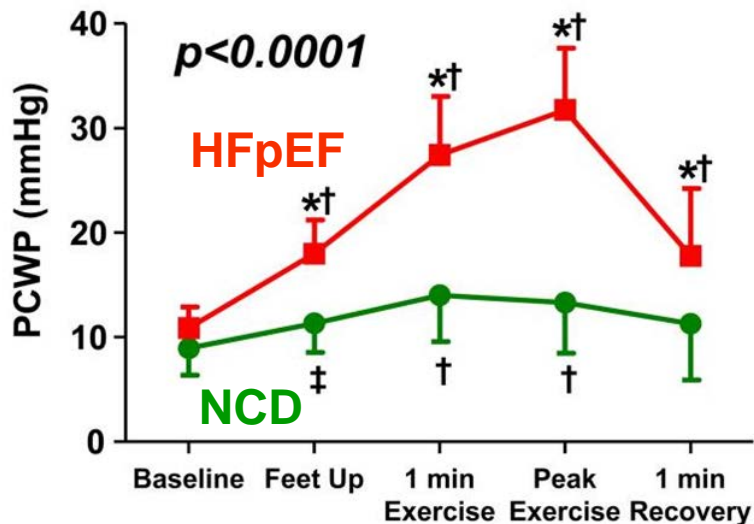 40
p<0.0001
*†
*†
30
HFpEF
*†
*†
20
PCWP (mmHg)
10
‡
†
†
NCD
0
Baseline
Feet Up
1 min
Exercise
Peak
Exercise
1 min
Recovery